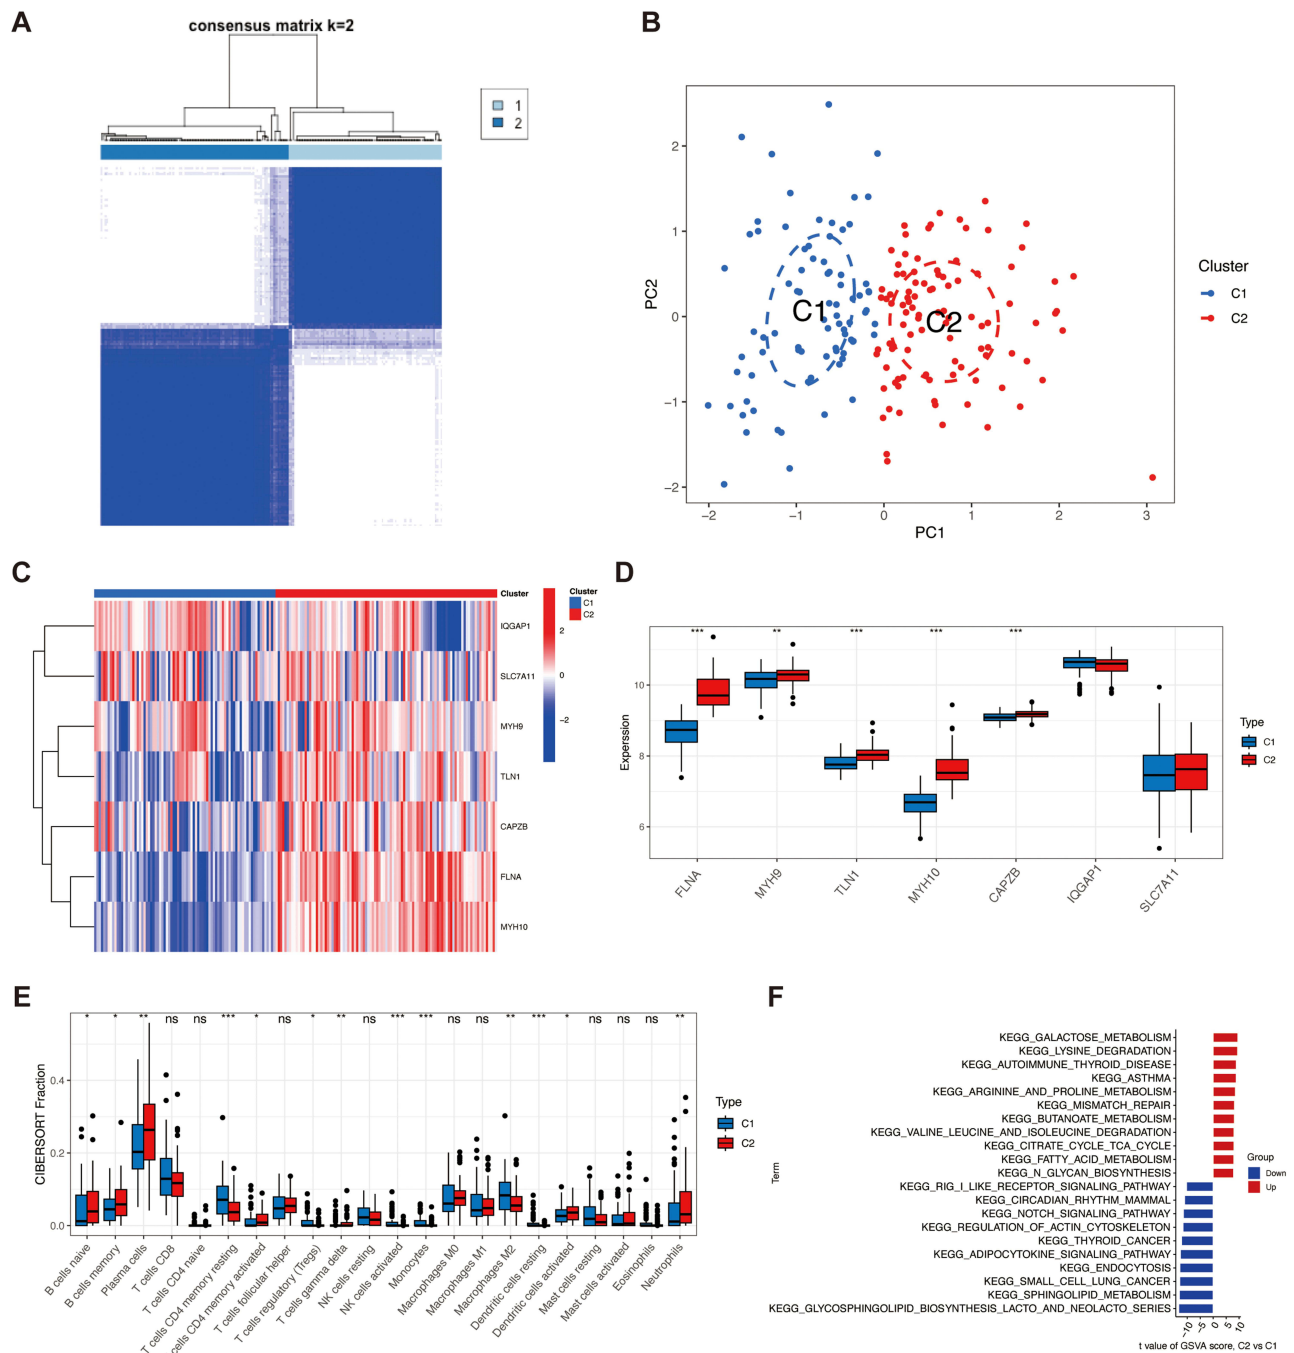 A
consensus matrix k=2
1
2
B
2
1
0
−1
−2
−2
−1
0
1
2
3
PC1
PC2
C1
C2
Cluster
C1
C2
C
Cluster
Cluster
C1
C2
2
0
−2
IQGAP1
SLC7A11
MYH9
TLN1
CAPZB
FLNA
MYH10
D
***
**
***
***
***
10
8
6
Experssion
FLNA
MYH9
TLN1
MYH10
CAPZB
IQGAP1
SLC7A11
Type
C1
C2
E
* * ** ns ns *** * ns * ** ns *** *** ns ns ** *** * ns ns ns **
0.4
0.2
0.0
CIBERSORT Fraction
B cells naive
B cells memory
Plasma cells
T cells CD8
T cells CD4 naive
T cells CD4 memory resting
cells CD4 memory activated
T cells follicular helper
T cells regulatory (Tregs)
T cells gamma delta
NK cells resting
NK cells activated
Monocytes
Macrophages M0
Macrophages M1
Macrophages M2
Dendritic cells resting
Dendritic cells activated
Mast cells resting
Mast cells activated
Eosinophils
Neutrophils
Type
C1
C2
F
KEGG_GALACTOSE_METABOLISM
KEGG_LYSINE_DEGRADATION
KEGG_AUTOIMMUNE_THYROID_DISEASE
KEGG_ASTHMA
KEGG_ARGININE_AND_PROLINE_METABOLISM
KEGG_MISMATCH_REPAIR
KEGG_BUTANOATE_METABOLISM
KEGG_VALINE_LEUCINE_AND_ISOLEUCINE_DEGRADATION
KEGG_CITRATE_CYCLE_TCA_CYCLE
KEGG_FATTY_ACID_METABOLISM
KEGG_N_GLYCAN_BIOSYNTHESIS
KEGG_RIG_I_LIKE_RECEPTOR_SIGNALING_PATHWAY
KEGG_CIRCADIAN_RHYTHM_MAMMAL
KEGG_NOTCH_SIGNALING_PATHWAY
KEGG_REGULATION_OF_ACTIN_CYTOSKELETON
KEGG_THYROID_CANCER
KEGG_ADIPOCYTOKINE_SIGNALING_PATHWAY
KEGG_ENDOCYTOSIS
KEGG_SMALL_CELL_LUNG_CANCER
KEGG_SPHINGOLIPID_METABOLISM
KEGG_GLYCOSPHINGOLIPID_BIOSYNTHESIS_LACTO_AND_NEOLACTO_SERIES
Term
−10
−5
0
5
10
t value of GSVA score, C2 vs C1
Group
Down
Up